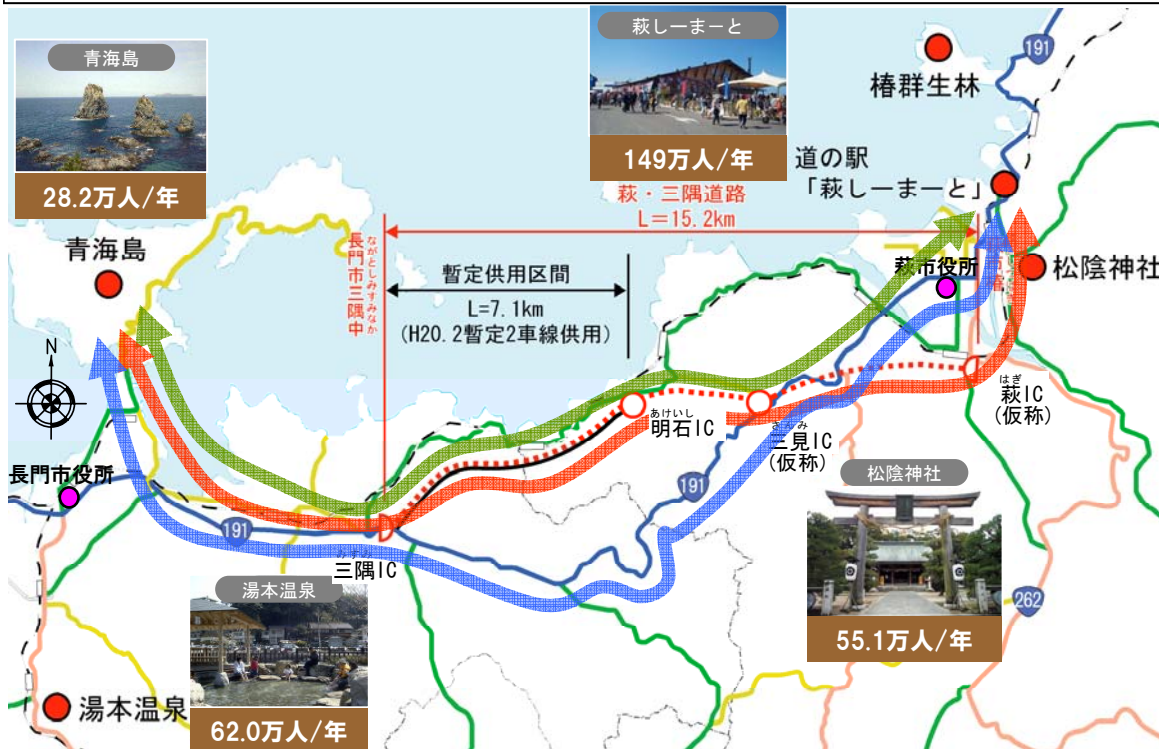 青海島
28.2万人/年
萩しーまーと
149万人/年
191
椿群生林
道の駅
「萩しーまーと」
萩・三隅道路
L=15.2km
ながとしみすみなか
長門市三隅中
暫定供用区間
L=7.1km
(H20.2暫定2車線供用)
青海島
萩市役所
松陰神社
N
長門市役所
191
みすみ
三隅IC
あけいし
明石IC
さんみ
三見IC
(仮称)
はぎ
萩IC
(仮称)
191
湯本温泉
62.0万人/年
松陰神社
55.1万人/年
262
湯本温泉